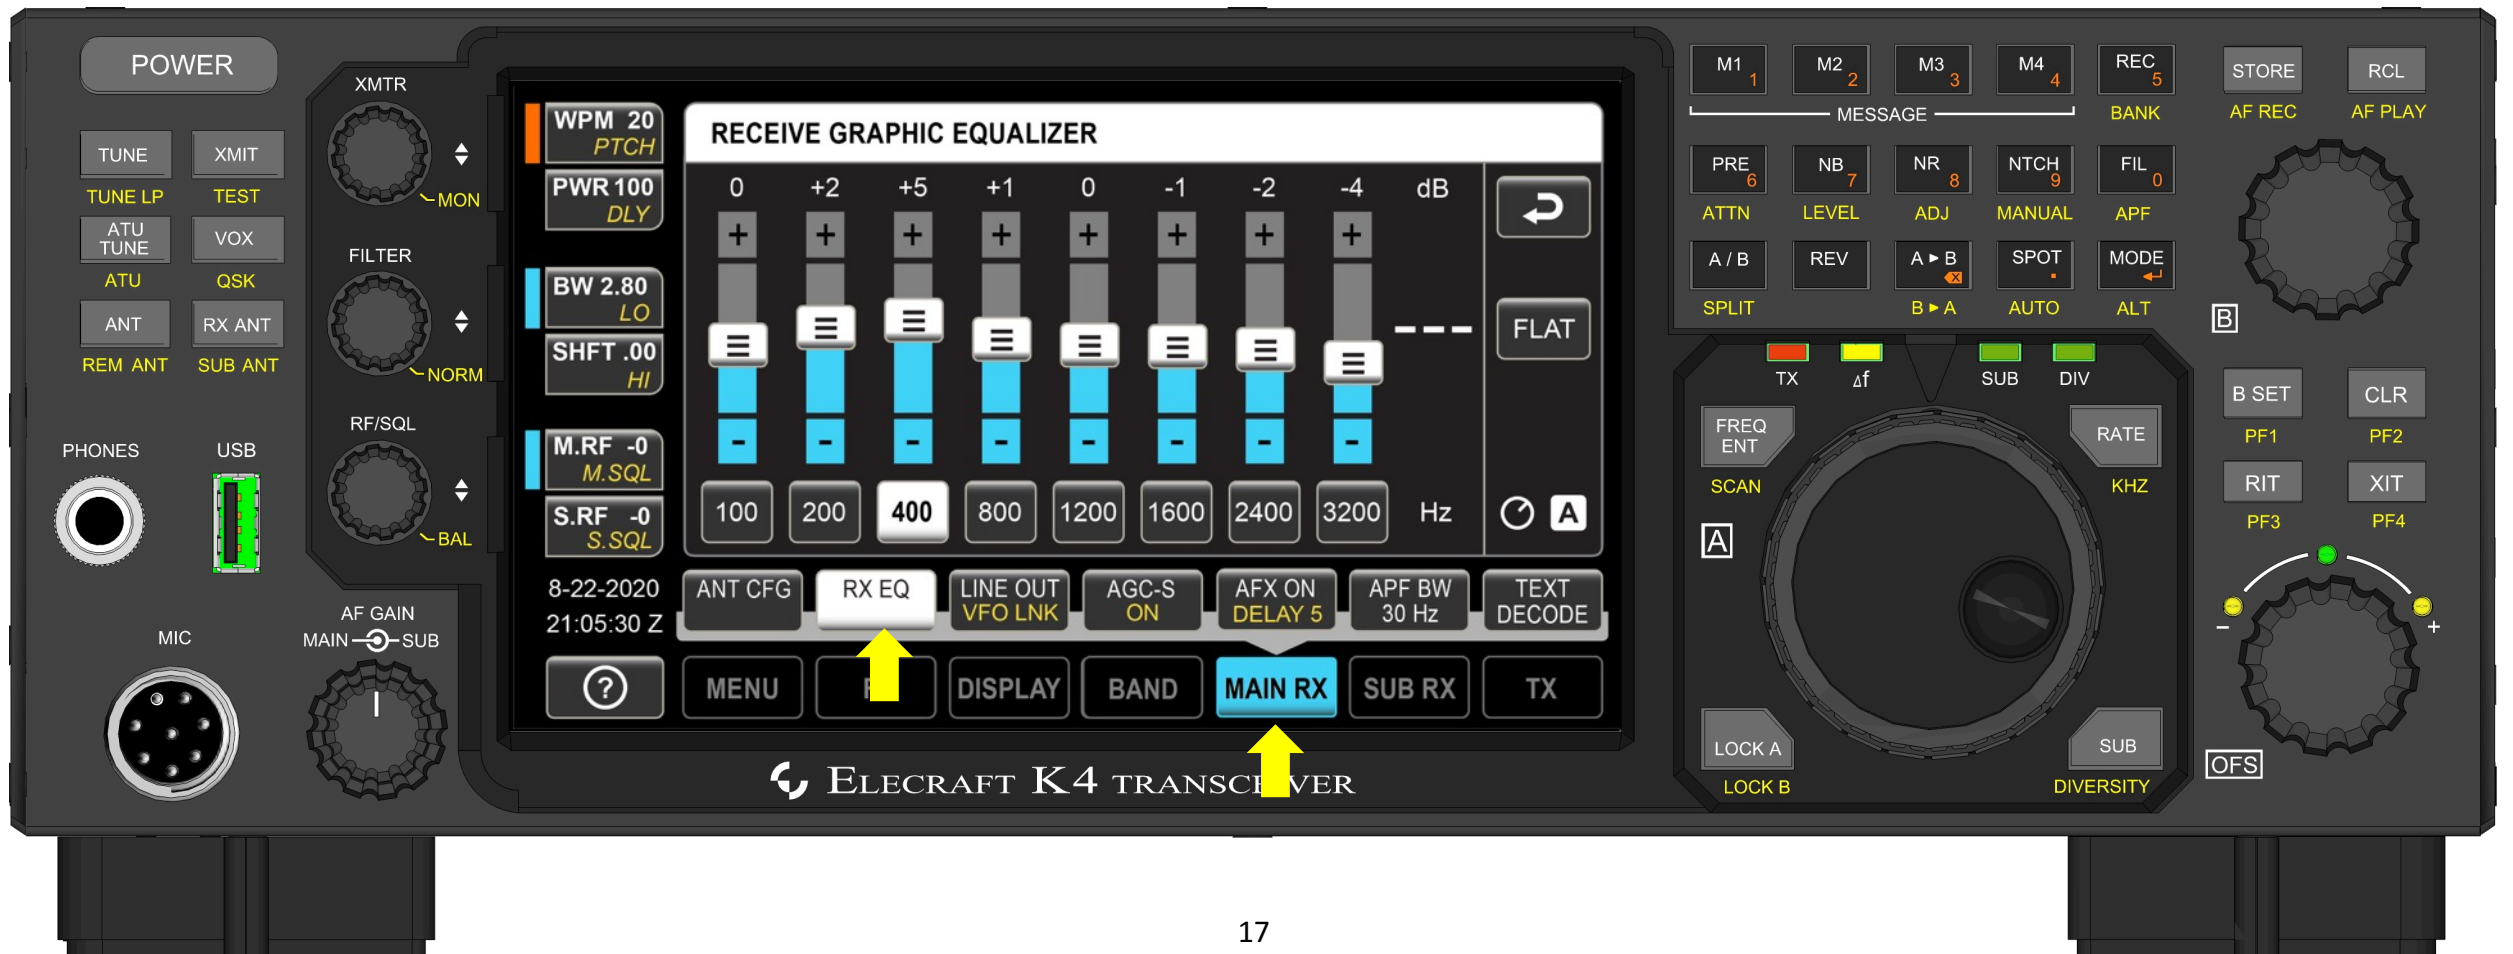 POWER
TUNE
XMIT
TUNE LP
TEST
ATU
TUNE
VOX
ATU
QSK
ANT
RX ANT
REM ANT
SUB ANT
PHONES
USB
MIC
XMTR
MON
FILTER
NORM
RF/SQL
BAL
AF GAIN
MAIN SUB
WPM 20
PTCH
PWR 100
DLY
BW 2.80
LO
SHFT .00
HI
M.RF -0
M.SQL
S.RF -0
S.SQL
8-22-2020
21:05:30 Z
?
RECEIVE GRAPHIC EQUALIZER
0 +2 +5 +1 0 -1 -2 -4 dB
+ + + + + + + +
- - - - - - - -
100 200 400 800 1200 1600 2400 3200 Hz
FLAT
A
ANT CFG
RX EQ
LINE OUT
VFO LNK
AGC-S
ON
AFX ON
DELAY 5
APF BW
30 Hz
TEXT
DECODE
MENU
DISPLAY
BAND
MAIN RX
SUB RX
TX
ELECRAFT K4 TRANSCEIVER
M1 1
M2 2
M3 3
M4 4
REC 5
MESSAGE
BANK
PRE 6
NB 7
NR 8
NTCH 9
FIL 0
ATTN
LEVEL
ADJ
MANUAL
APF
A / B
REV
A ▸ B
SPOT .
MODE
SPLIT
B ▸ A
AUTO
ALT
STORE
RCL
AF REC
AF PLAY
B
TX
Δf
SUB
DIV
FREQ
ENT
SCAN
RATE
KHZ
A
LOCK A
LOCK B
SUB
DIVERSITY
B SET
CLR
PF1
PF2
RIT
XIT
PF3
PF4
- +
OFS
17